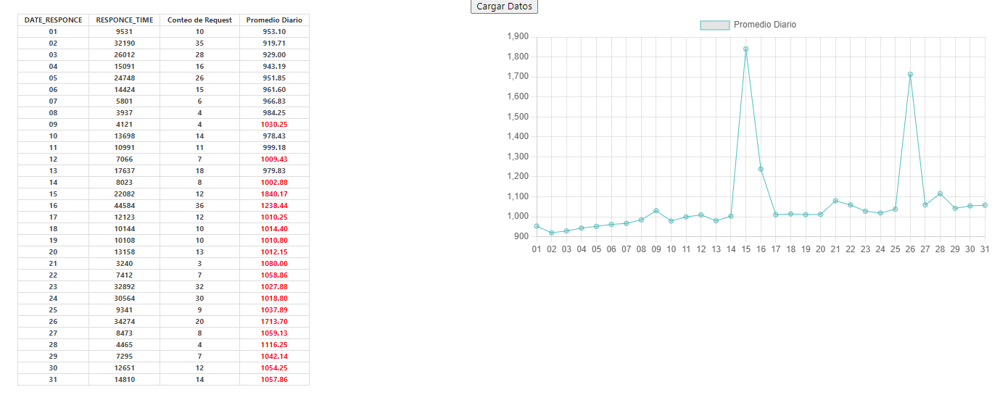 Cargar Datos
DATE_RESPONCE RESPONCE_TIME Conteo de Request Promedio Diario
01 9531 10 953.10
02 32190 35 919.71
03 26012 28 929.00
04 15091 16 943.19
05 24748 26 951.85
06 14424 15 961.60
07 5801 6 966.83
08 3937 4 984.25
09 4121 4 1030.25
10 13698 14 978.43
11 10991 11 999.18
12 7066 7 1009.43
13 17637 18 979.83
14 8023 8 1002.88
15 22082 12 1840.17
16 44584 36 1238.44
17 12123 12 1010.25
18 10144 10 1014.40
19 10108 10 1010.80
20 13158 13 1012.15
21 3240 3 1080.00
22 7412 7 1058.86
23 32892 32 1027.88
24 30564 30 1018.80
25 9341 9 1037.89
26 34274 20 1713.70
27 8473 8 1059.13
28 4465 4 1116.25
29 7295 7 1042.14
30 12651 12 1054.25
31 14810 14 1057.86
Promedio Diario
1,900
1,800
1,700
1,600
1,500
1,400
1,300
1,200
1,100
1,000
900
01 02 03 04 05 06 07 08 09 10 11 12 13 14 15 16 17 18 19 20 21 22 23 24 25 26 27 28 29 30 31